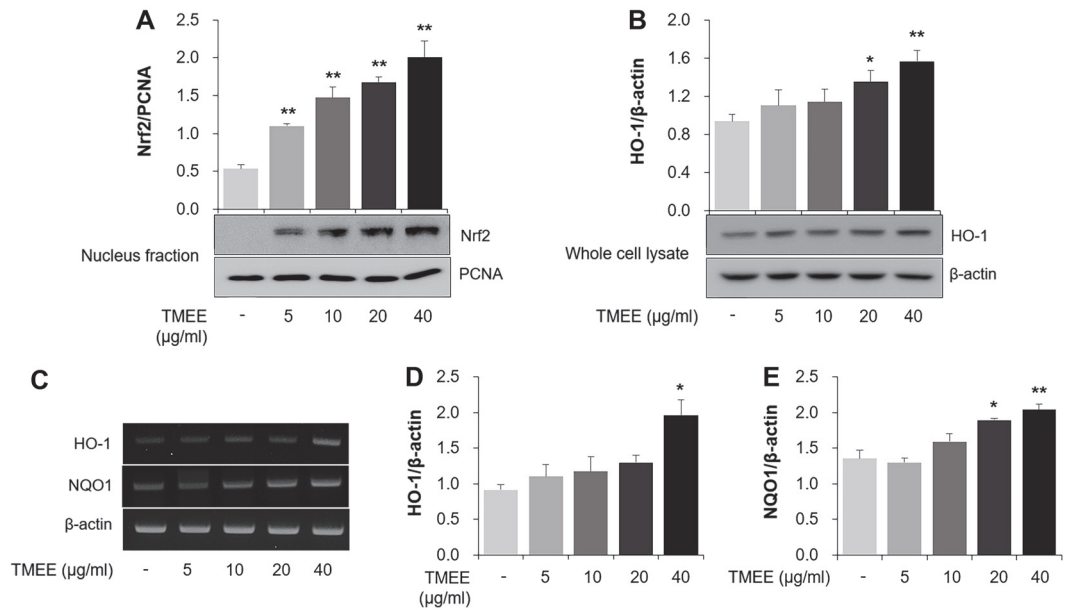 A
2.5
2.0
1.5
1.0
0.5
0.0
Nrf2/PCNA
**
**
**
**
Nucleus fraction
Nrf2
PCNA
TMEE
(µg/ml)
- 5 10 20 40
B
2.0
1.6
1.2
0.8
0.4
0.0
HO-1/β-actin
*
**
Whole cell lysate
HO-1
β-actin
TMEE (µg/ml) - 5 10 20 40
C
HO-1
NQO1
β-actin
TMEE (µg/ml) - 5 10 20 40
D
2.5
2.0
1.5
1.0
0.5
0.0
HO-1/β-actin
*
TMEE
(µg/ml)
- 5 10 20 40
E
2.5
2.0
1.5
1.0
0.5
0.0
NQO1/β-actin
*
**
TMEE (µg/ml) - 5 10 20 40